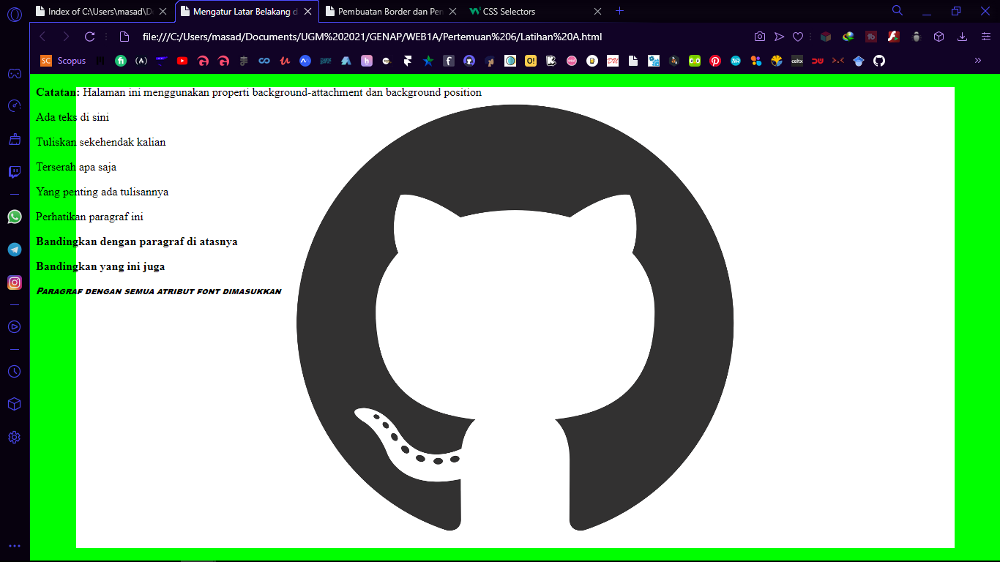 Index of C:\Users\masad\D
Mengatur Latar Belakang d
Pembuatan Border dan Pen
CSS Selectors
file:///C:/Users/masad/Documents/UGM%202021/GENAP/WEB1A/Pertemuan%206/Latihan%20A.html
SC Scopus
Catatan: Halaman ini menggunakan properti background-attachment dan background position
Ada teks di sini
Tuliskan sekehendak kalian
Terserah apa saja
Yang penting ada tulisannya
Perhatikan paragraf ini
Bandingkan dengan paragraf di atasnya
Bandingkan yang ini juga
Paragraf dengan semua atribut font dimasukkan